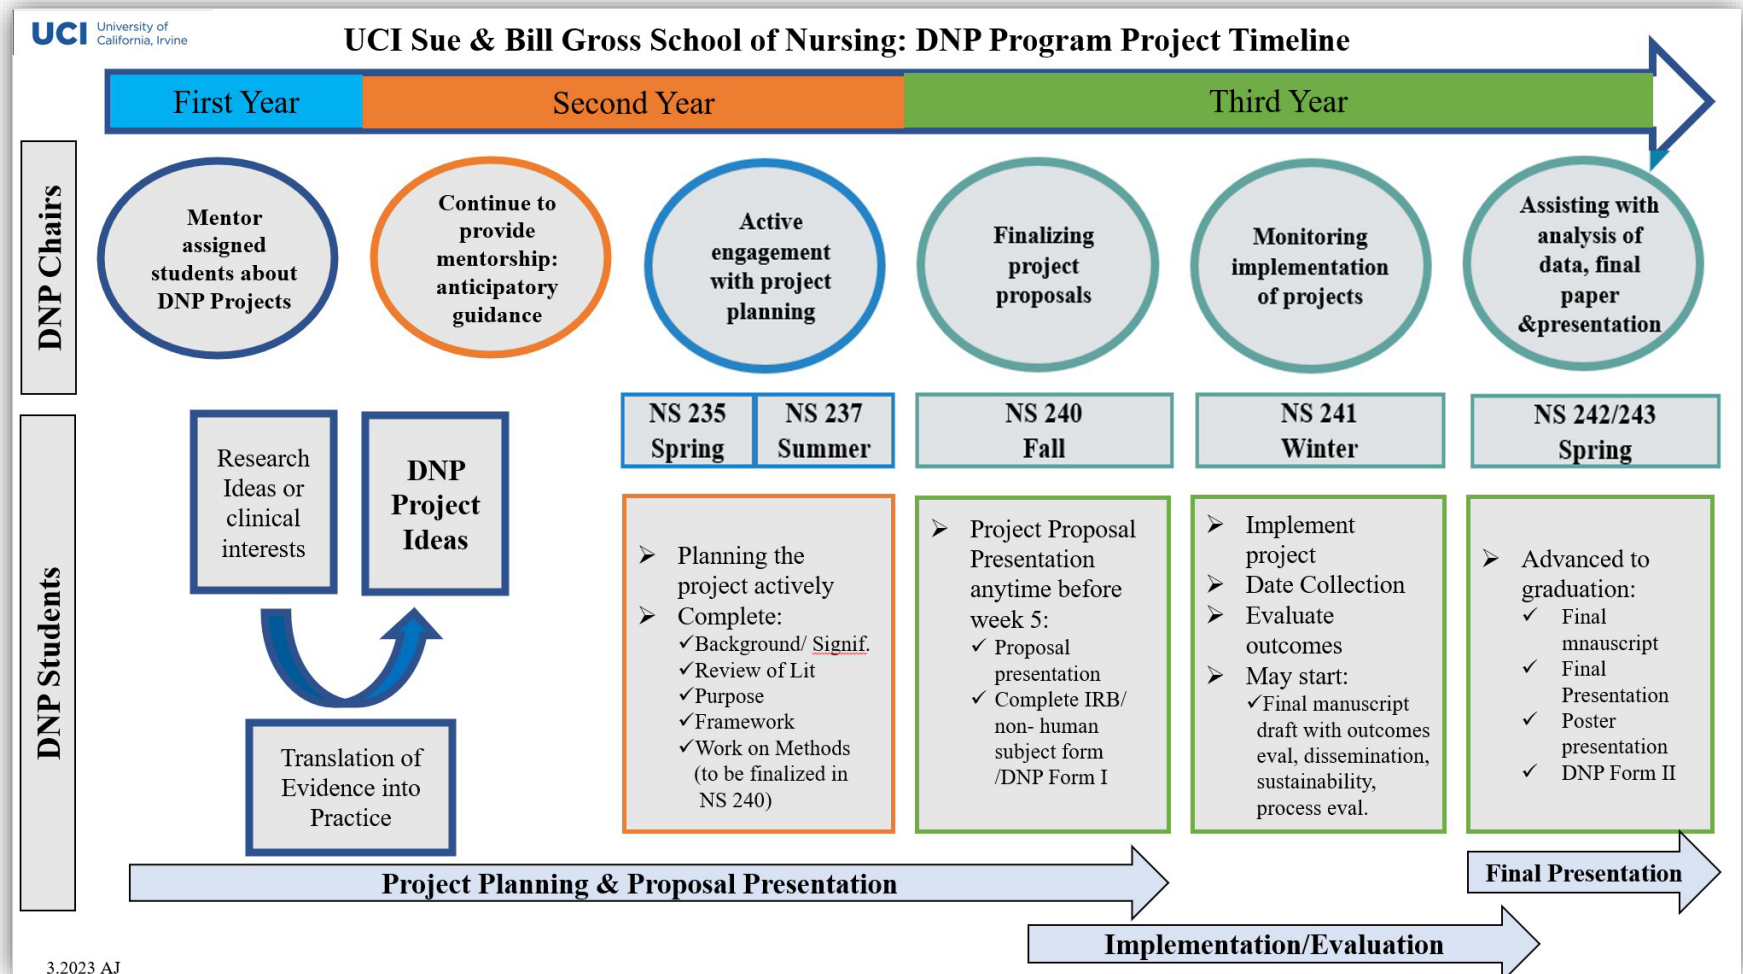 UCI University of
California, Irvine
UCI Sue & Bill Gross School of Nursing: DNP Program Project Timeline
First Year
Second Year
Third Year
DNP Chairs
Mentor
assigned
students about
DNP Projects
Continue to
provide
mentorship:
anticipatory
guidance
Active
engagement
with project
planning
Finalizing
project
proposals
Monitoring
implementation
of projects
Assisting with
analysis of
data, final
paper
&presentation
DNP Students
Research
Ideas or
clinical
interests
DNP
Project
Ideas
Translation of
Evidence into
Practice
NS 235
Spring
NS 237
Summer
NS 240
Fall
NS 241
Winter
NS 242/243
Spring
➢ Planning the
project actively
➢ Complete:
✓Background/ Signif.
✓Review of Lit
✓Purpose
✓Framework
✓Work on Methods
(to be finalized in
NS 240)
➢ Project Proposal
Presentation
anytime before
week 5:
✓ Proposal
presentation
✓ Complete IRB/
non- human
subject form
/DNP Form I
➢ Implement
project
➢ Date Collection
➢ Evaluate
outcomes
➢ May start:
✓Final manuscript
draft with outcomes
eval, dissemination,
sustainability,
process eval.
➢ Advanced to
graduation:
✓ Final
mnauscript
✓ Final
Presentation
✓ Poster
presentation
✓ DNP Form II
Project Planning & Proposal Presentation
Final Presentation
Implementation/Evaluation
3.2023 AJ